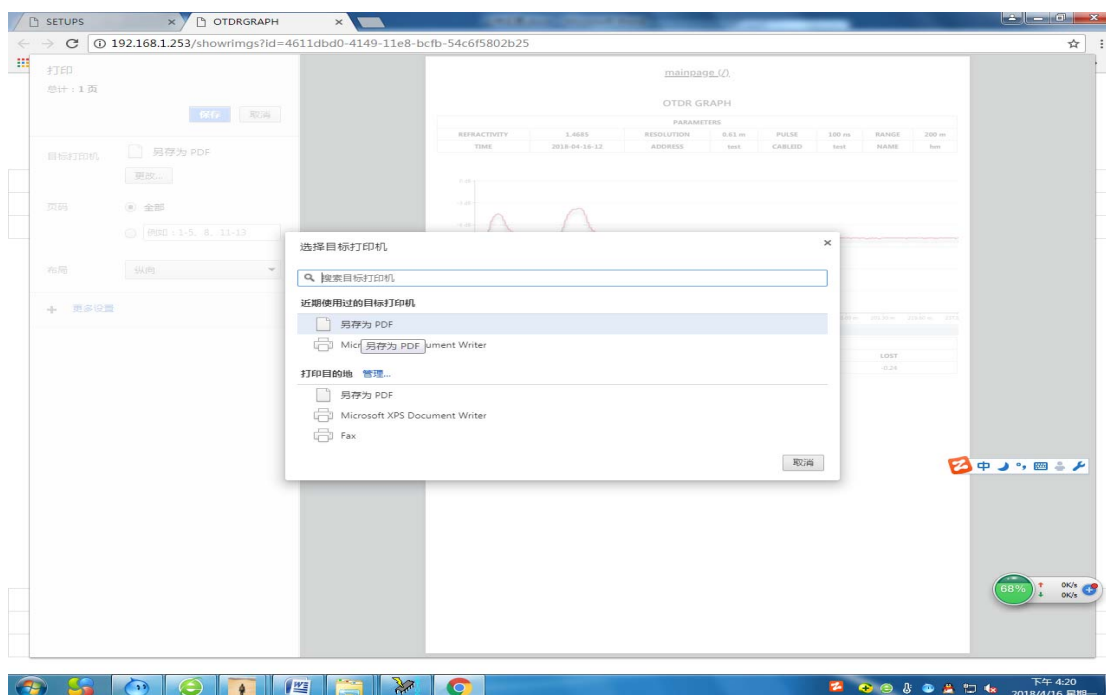 SETUPS
OTDRGRAPH
192.168.1.253/showrimgs?id=4611dbd0-4149-11e8-bcfb-54c6f5802b25
打印
总计：1 页
保存 取消
目标打印机 另存为 PDF
更改...
页码 全部
例如：1-5、8、11-13
布局 纵向
更多设置
mainpage (/)
OTDR GRAPH
PARAMETERS
REFRACTIVITY 1.4685 RESOLUTION 0.61 m PULSE 100 ns RANGE 200 m
TIME 2018-04-16-12 ADDRESS test CABLEID test NAME
选择目标打印机
搜索目标打印机
近期使用过的目标打印机
另存为 PDF
Micr 另存为 PDF ument Writer
打印目的地 管理...
另存为 PDF
Microsoft XPS Document Writer
Fax
取消
LOST
-0.24
中
68%
0K/s
0K/s
下午 4:20
2018/4/16 星期一